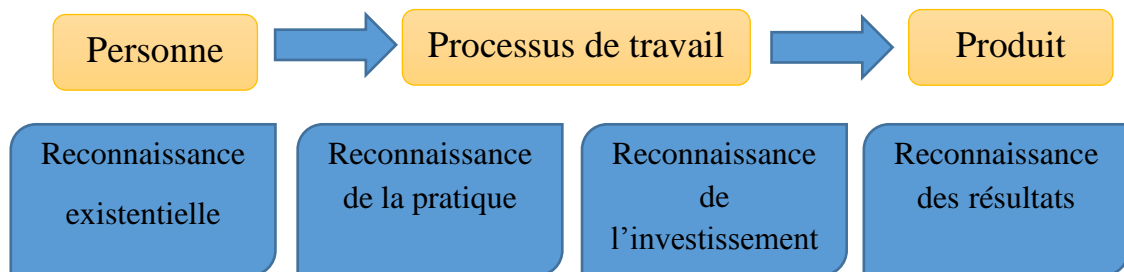 Personne
Processus de travail
Produit
Reconnaissance
existentielle
Reconnaissance
de la pratique
Reconnaissance
de
l’investissement
Reconnaissance
des résultats